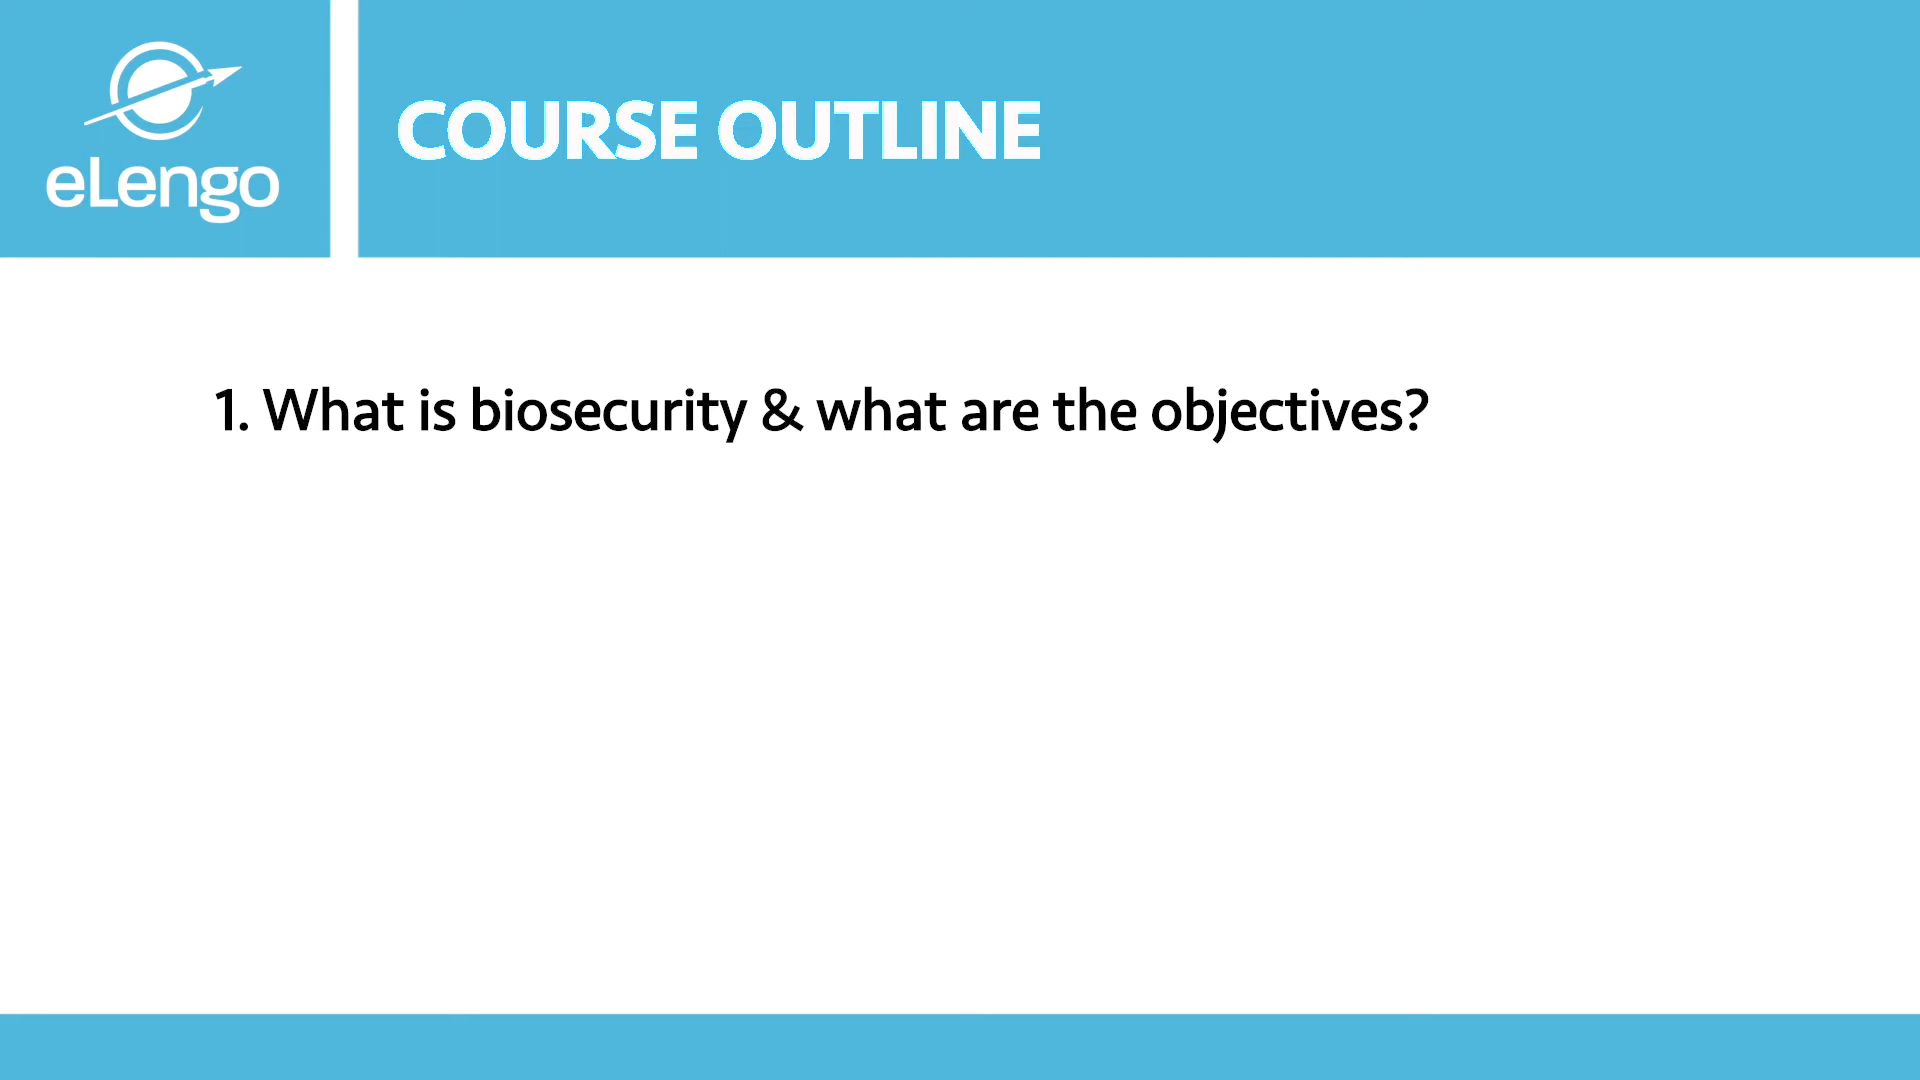 eLengo
COURSE OUTLINE
1. What is biosecurity & what are the objectives?